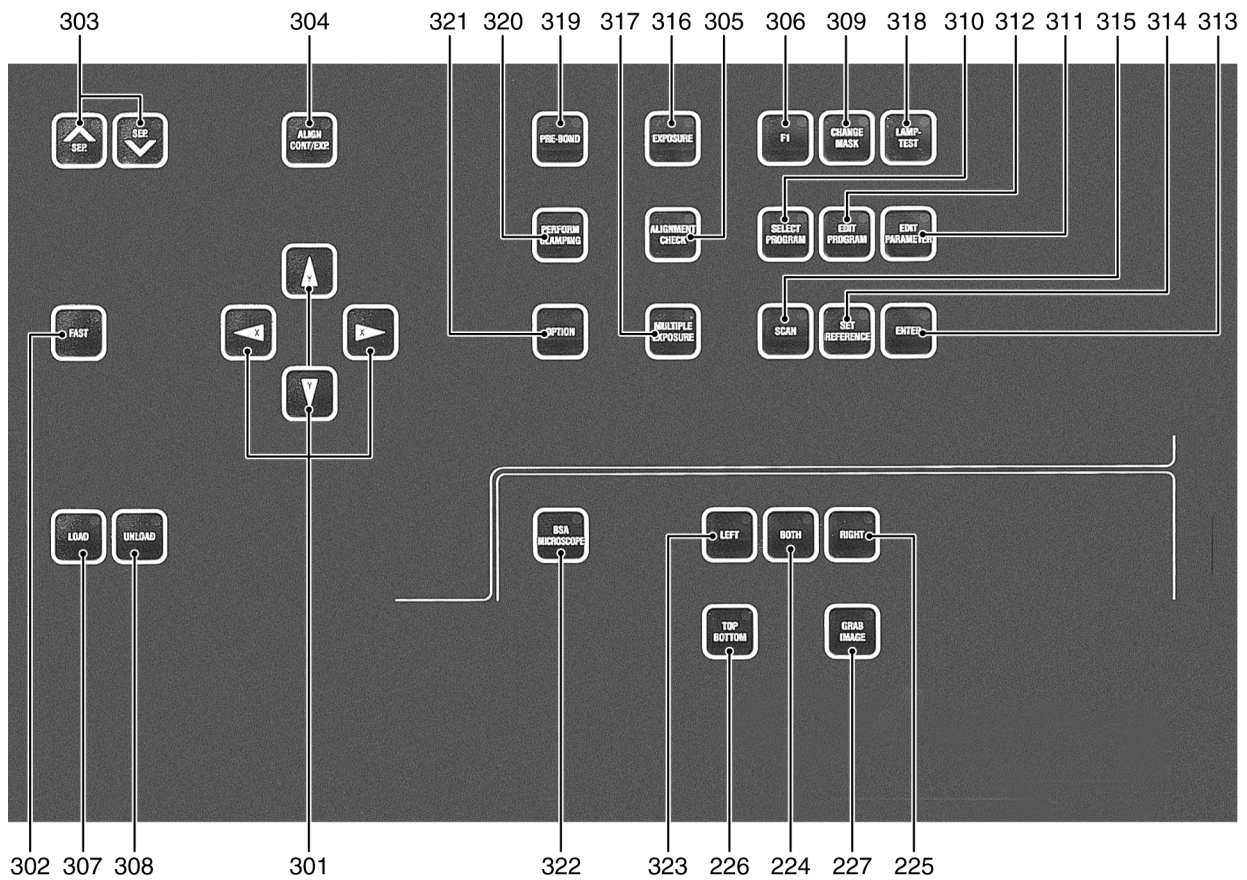 303 304 321 320 319 317 316 305 306 309 318 310 312 311 315 314 313
SEP.
SEP.
ALIGN
CONT/EXP.
PRE-BOND
EXPOSURE
F1
CHANGE
MASK
LAMP-
TEST
PERFORM
CLAMPING
ALIGNMENT
CHECK
SELECT
PROGRAM
EDIT
PROGRAM
EDIT
PARAMETER
Y
FAST
X
X
OPTION
MULTIPLE
EXPOSURE
SCAN
SET
REFERENCE
ENTER
Y
LOAD
UNLOAD
BSA
MICROSCOPE
LEFT
BOTH
RIGHT
TOP
BOTTOM
GRAB
IMAGE
302 307 308 301 322 323 226 224 227 225